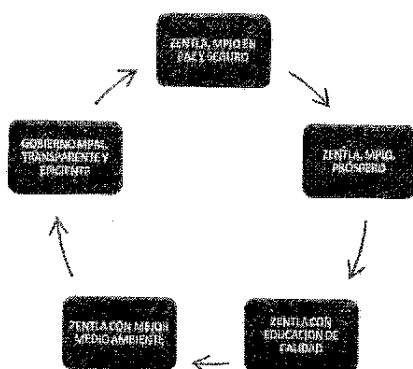 ZENTLA, MPIO EN
PAZ Y SEGURO
ZENTLA, MPIO.
PRÓSPERO
ZENTLA CON
EDUCACION DE
CALIDAD
ZENTLA CON MEJOR
MEDIO AMBIENTE
GOBIERNO MPAL.
TRANSPARENTE Y
EFICIENTE